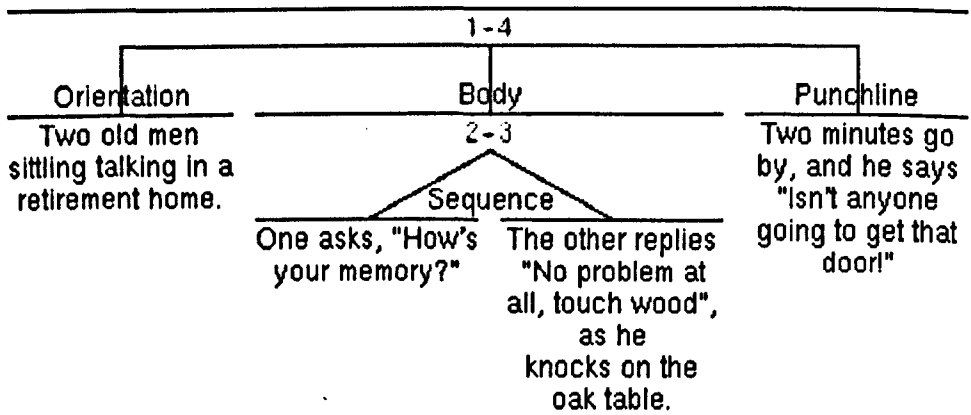 1-4
Orientation
Two old men
sittling talking in a
retirement home.
Body
2-3
Sequence
One asks, "How's
your memory?"
The other replies
"No problem at
all, touch wood",
as he
knocks on the
oak table.
Punchline
Two minutes go
by, and he says
"Isn't anyone
going to get that
door!"